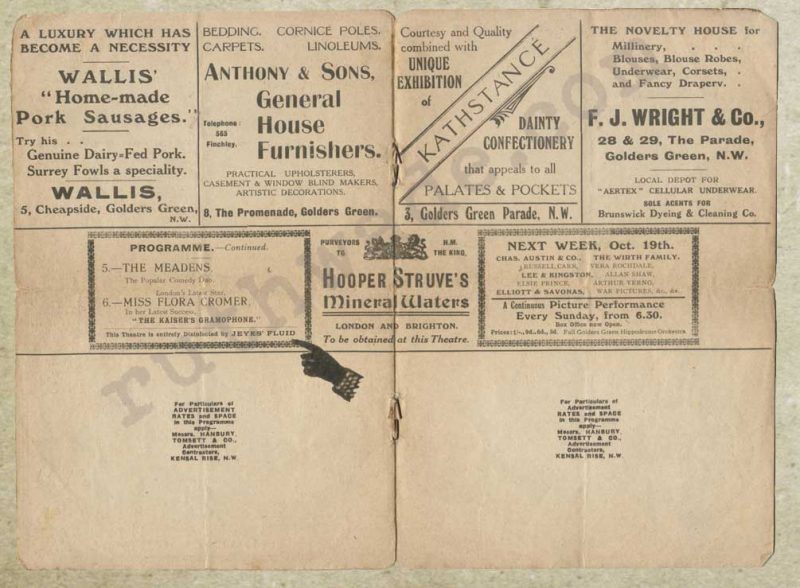 A LUXURY WHICH HAS
BECOME A NECESSITY
WALLIS'
"Home-made
Pork Sausages."
Try his . .
Genuine Dairy=Fed Pork.
Surrey Fowls a speciality.
WALLIS,
5, Cheapside, Golders Green,
N.W.
BEDDING. CORNICE POLES.
CARPETS. LINOLEUMS.
ANTHONY & SONS,
General
House
Furnishers.
Telephone:
565
Finchley.
PRACTICAL UPHOLSTERERS,
CASEMENT & WINDOW BLIND MAKERS,
ARTISTIC DECORATIONS.
8, The Promenade, Golders Green.
Courtesy and Quality
combined with
UNIQUE
EXHIBITION
of
KATHSTANCÉ
DAINTY
CONFECTIONERY
that appeals to all
PALATES & POCKETS
3, Golders Green Parade, N.W.
THE NOVELTY HOUSE for
Millinery, . . .
Blouses, Blouse Robes,
Underwear, Corsets, .
and Fancy Drapery. .
F. J. WRIGHT & Co.,
28 & 29, The Parade,
Golders Green, N.W.
LOCAL DEPOT FOR
"AERTEX" CELLULAR UNDERWEAR.
SOLE AGENTS FOR
Brunswick Dyeing & Cleaning Co.
PROGRAMME.—Continued.
5.—THE MEADENS,
The Popular Comedy Duo.
London's Latest Star,
6.—MISS FLORA CROMER,
In her Latest Success,
"THE KAISER'S GRAMOPHONE."
This Theatre is entirely Disinfected by JEYES' FLUID
PURVEYORS TO H.M. THE KING.
HOOPER STRUVE'S
Mineral Waters
LONDON AND BRIGHTON.
To be obtained at this Theatre.
NEXT WEEK, Oct. 19th.
CHAS. AUSTIN & CO., THE WIRTH FAMILY,
RUSSELL CARR, VERA ROCHDALE,
LEE & KINGSTON, ALLAN SHAW,
ELSIE PRINCE, ARTHUR VERNO,
ELLIOTT & SAVONAS, WAR PICTURES, &c., &c.
A Continuous Picture Performance
Every Sunday, from 6.30.
Box Office now Open.
Prices: 1/-, 9d., 6d., 3d. Full Golders Green Hippodrome Orchestra.
For Particulars of
ADVERTISEMENT
RATES and SPACE
in this Programme
apply—
Messrs. HANBURY,
TOMSETT & CO.,
Advertisement
Contractors,
KENSAL RISE, N.W.
For Particulars of
Advertisement
RATES and SPACE
in this Programme
apply—
Messrs. HANBURY,
TOMSETT & CO.,
Advertisement
Contractors,
KENSAL RISE, N.W.